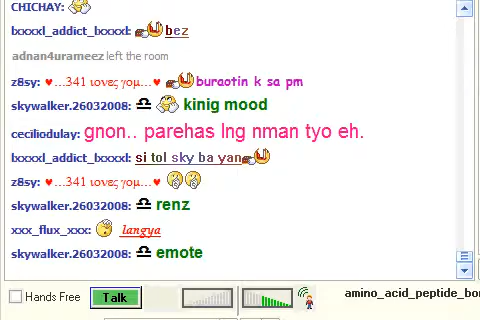 CHICHAY:
lxxxl_addict_bxxxl: bez
adnan4urameez left the room
z8sy: ♥...341 ιονες γομ...♥ buraotin k sa pm
skywalker.26032008: ♎ kinig mood
ceciliodulay: gnon.. parehas lng nman tyo eh.
lxxxl_addict_bxxxl: si tol sky ba yan
z8sy: ♥...341 ιονες γομ...♥
skywalker.26032008: ♎ renz
xxx_flux_xxx: langya
skywalker.26032008: ♎ emote
Hands Free Talk amino_acid_peptide_bo